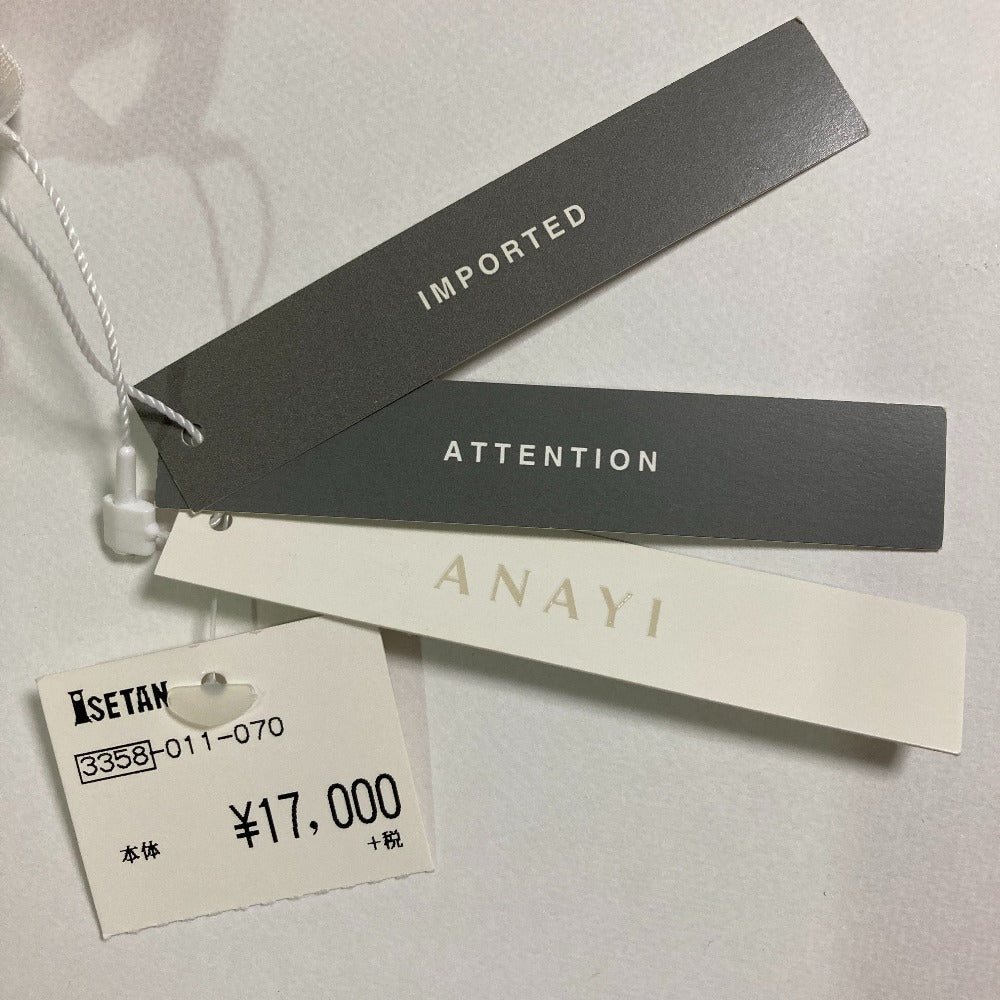 IMPORTED
ATTENTION
ANAYI
ISETAN
3358-011-070
¥17,000
本体 +税